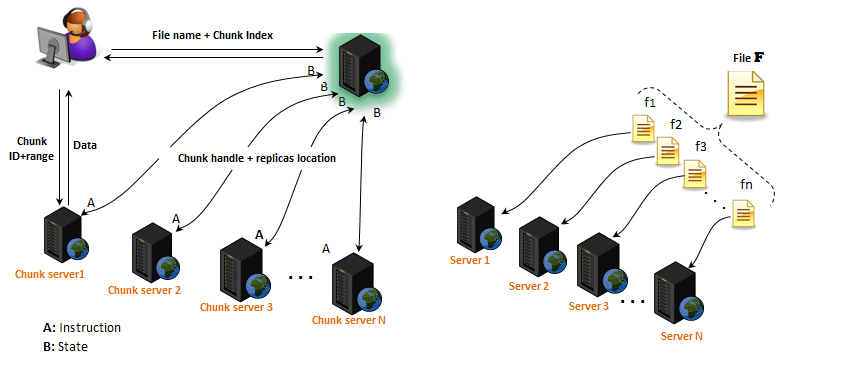 File name + Chunk Index
File F
B
B
B
B
f1
f2
f3
fn
Chunk
ID+range
Data
Chunk handle + replicas location
A
A
A
A
. . .
. . .
Chunk server1
Chunk server 2
Chunk server 3
Chunk server N
Server 1
Server 2
Server 3
. . .
Server N
A: Instruction
B: State